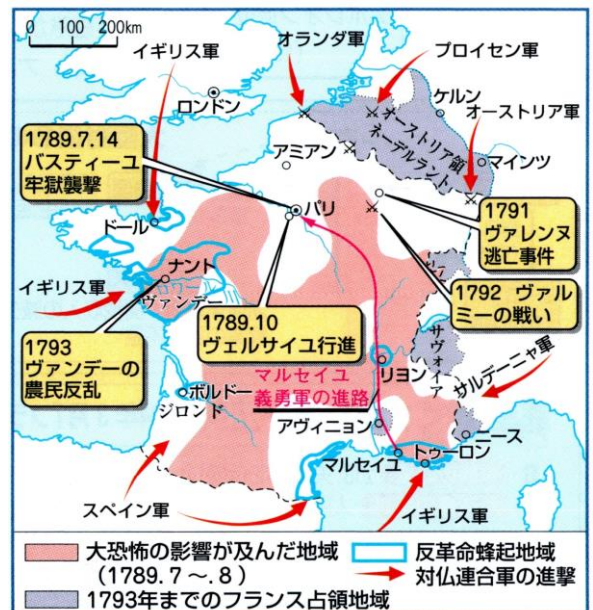 0 100 200km
イギリス軍
オランダ軍
プロイセン軍
ロンドン
ケルン
オーストリア軍
オーストリア領
ネーデルラント
1789.7.14
バスティーユ
牢獄襲撃
アミアン
マインツ
パリ
1791
ヴァレンヌ
逃亡事件
ドール
ナント
ロワール
ヴァンデー
イギリス軍
1792 ヴァル
ミーの戦い
1789.10
ヴェルサイユ行進
1793
ヴァンデーの
農民反乱
サヴォイア
サルデーニャ軍
マルセイユ
義勇軍の進路
リヨン
ボルドー
ジロンド
アヴィニョン
ニース
マルセイユ
トゥーロン
スペイン軍
イギリス軍
大恐怖の影響が及んだ地域
(1789.7〜.8)
反革命蜂起地域
対仏連合軍の進撃
1793年までのフランス占領地域